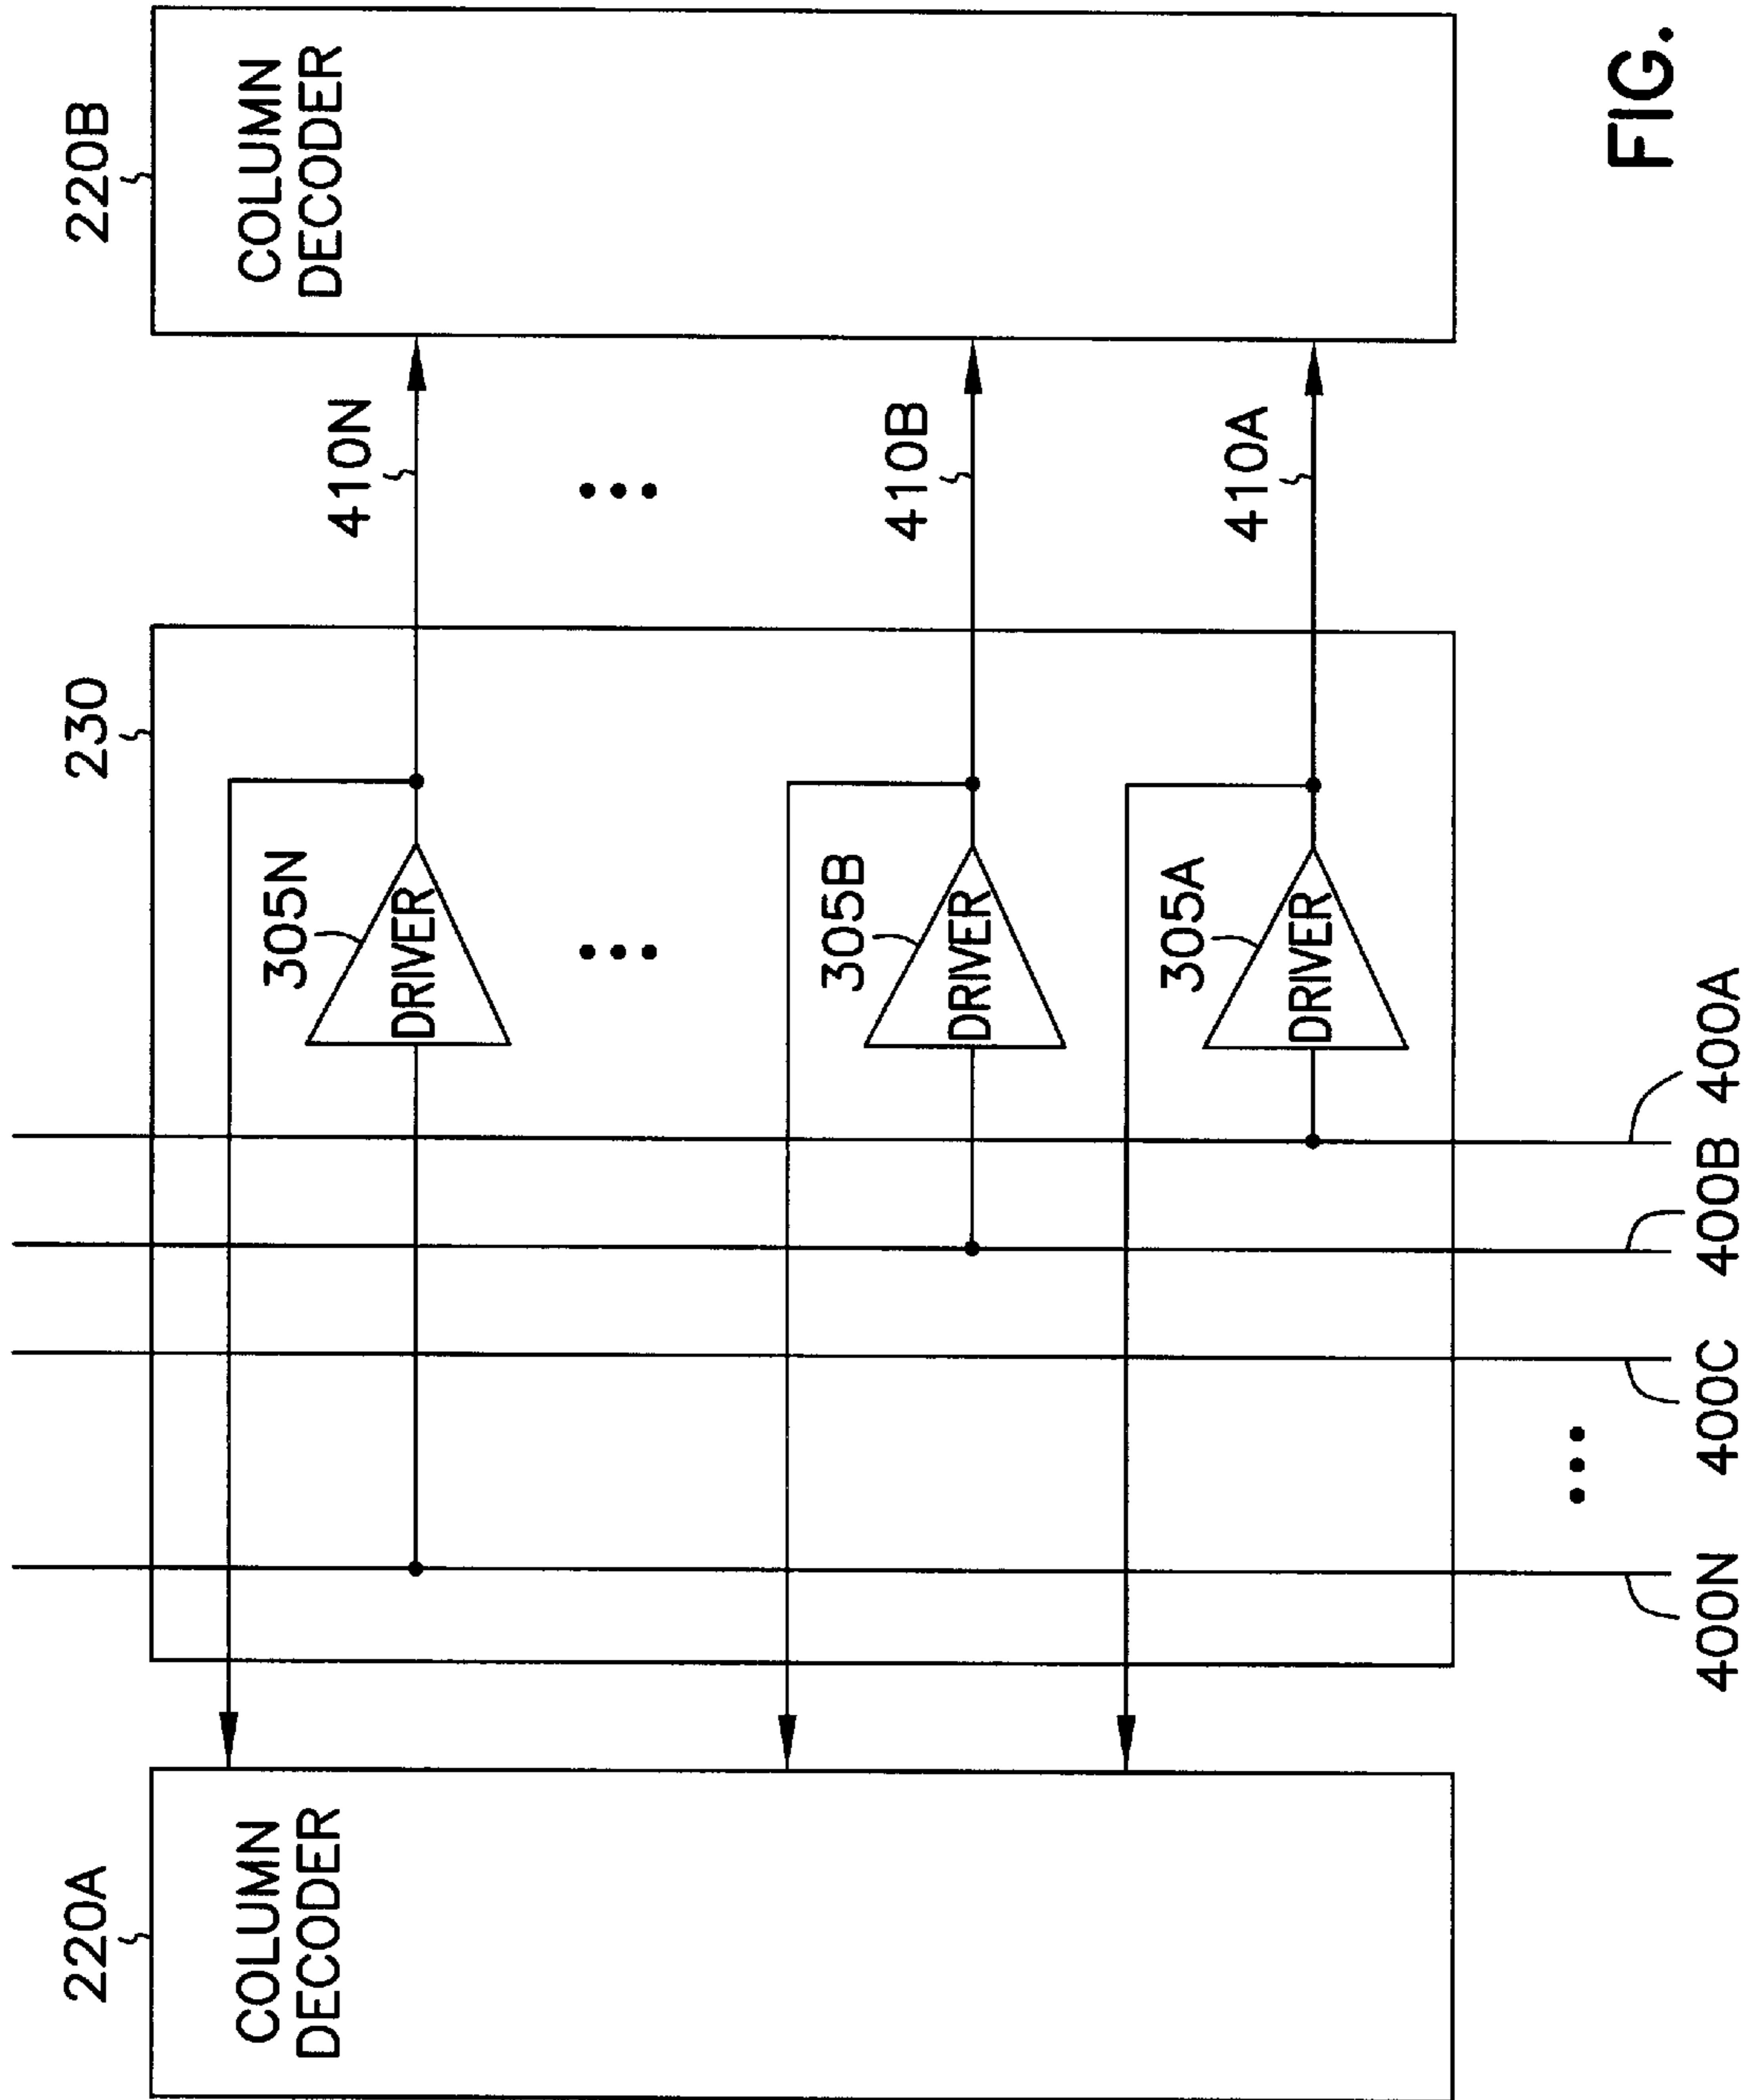 220A
COLUMN
DECODER
230
220B
COLUMN
DECODER
305N
DRIVER
410N
305B
DRIVER
410B
305A
DRIVER
410A
400N
400C
400B
400A
FIG.